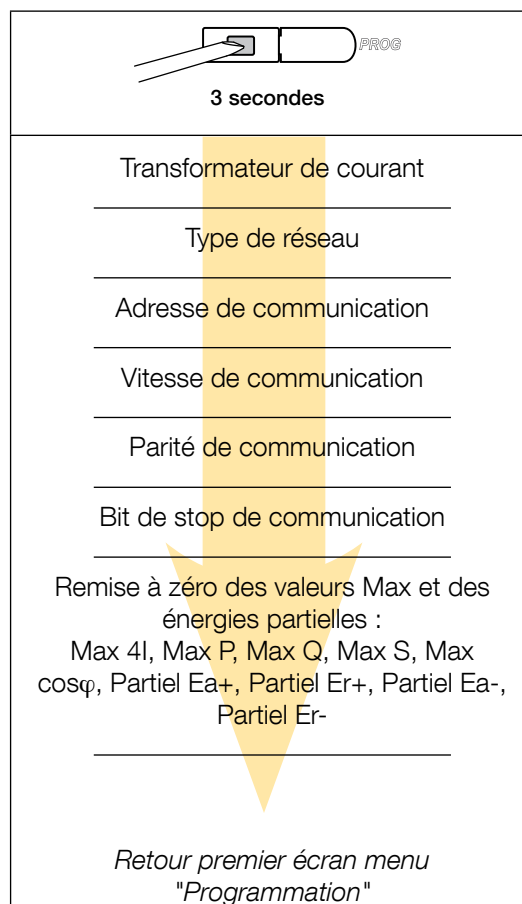 PROG
3 secondes
Transformateur de courant
Type de réseau
Adresse de communication
Vitesse de communication
Parité de communication
Bit de stop de communication
Remise à zéro des valeurs Max et des
énergies partielles :
Max 4I, Max P, Max Q, Max S, Max
cosφ, Partiel Ea+, Partiel Er+, Partiel Ea-,
Partiel Er-
Retour premier écran menu
"Programmation"